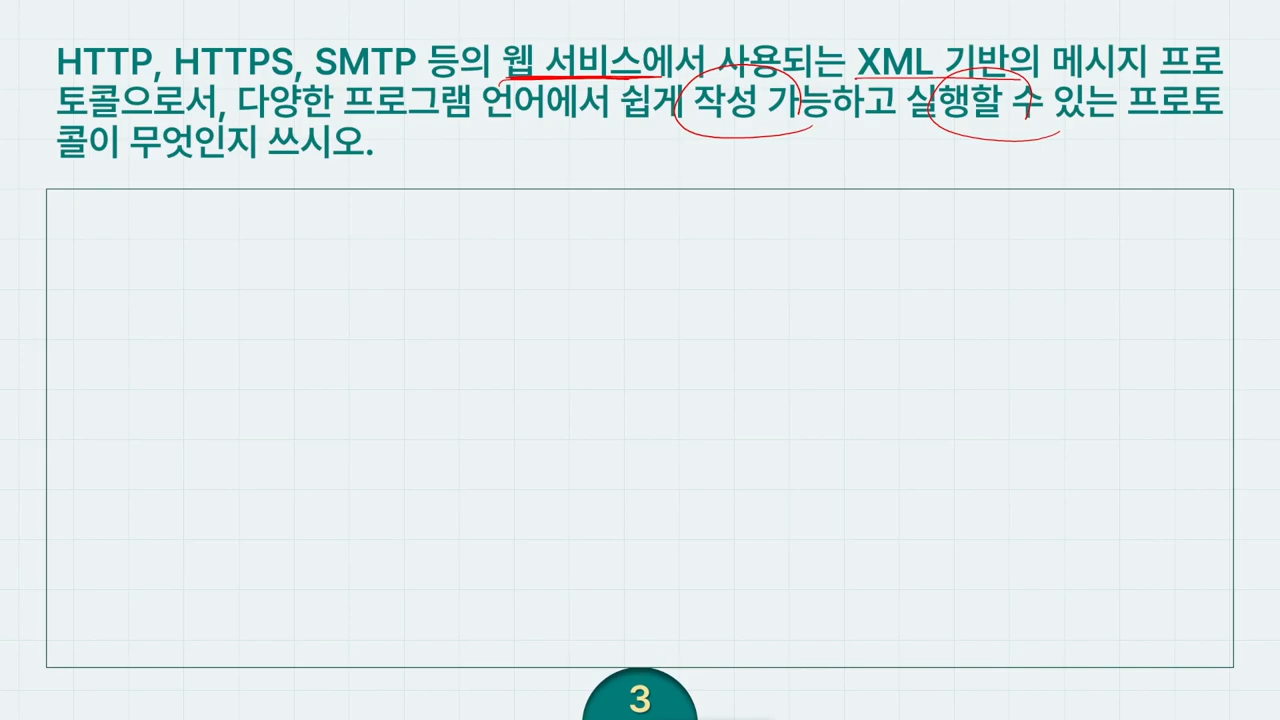 HTTP, HTTPS, SMTP 등의 웹 서비스에서 사용되는 XML 기반의 메시지 프로
토콜으로서, 다양한 프로그램 언어에서 쉽게 작성 가능하고 실행할 수 있는 프로토
콜이 무엇인지 쓰시오.
3